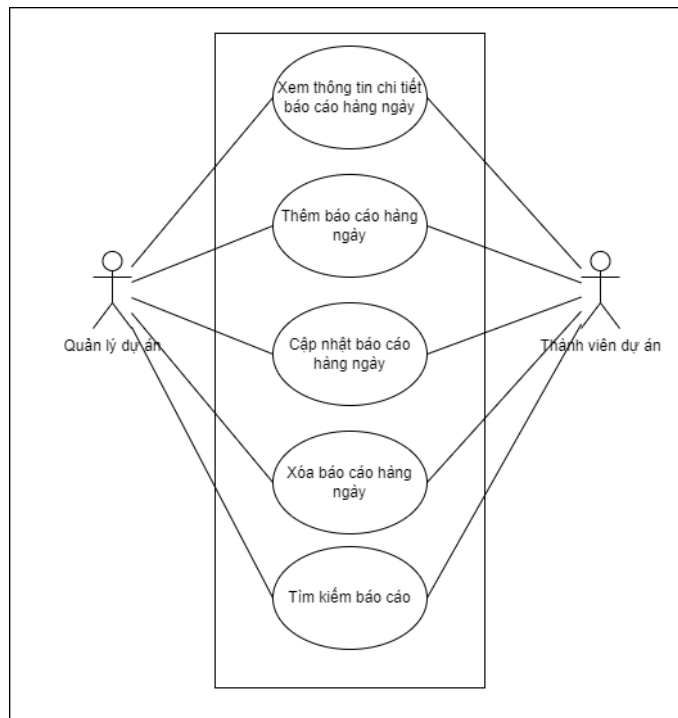 Xem thông tin chi tiết
báo cáo hàng ngày
Thêm báo cáo hàng
ngày
Quản lý dự án
Cập nhật báo cáo
hàng ngày
Thành viên dự án
Xóa báo cáo hàng
ngày
Tìm kiếm báo cáo